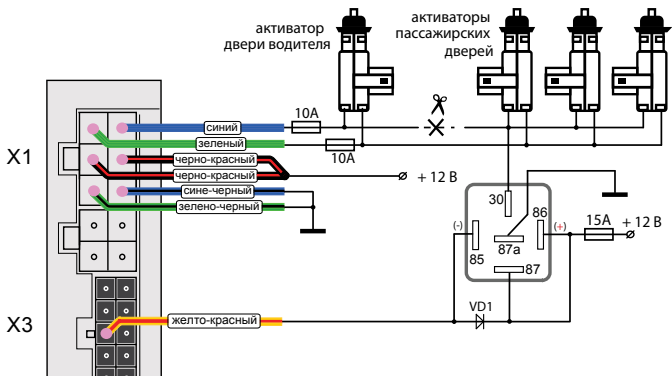 активатор
двери водителя
активаторы
пассажирских
дверей
X1
синий
10A
зеленый
10A
черно-красный
черно-красный
+ 12 В
сине-черный
зелено-черный
30
86
(-)
(+)
15A
+ 12 В
85
87a
87
VD1
X3
желто-красный